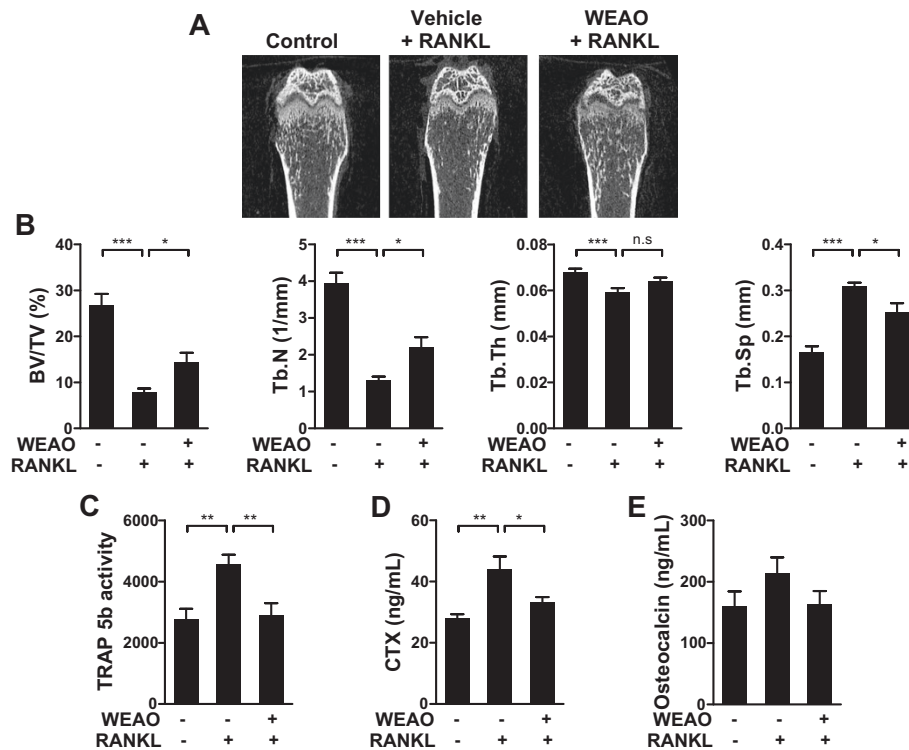 A
Control
Vehicle
+ RANKL
WEAO
+ RANKL
B
BV/TV (%)
40
30
20
10
0
*** *
WEAO - - +
RANKL - + +
Tb.N (1/mm)
5
4
3
2
1
0
*** *
WEAO - - +
RANKL - + +
Tb.Th (mm)
0.08
0.06
0.04
0.02
0.00
*** n.s
WEAO - - +
RANKL - + +
Tb.Sp (mm)
0.4
0.3
0.2
0.1
0.0
*** *
WEAO - - +
RANKL - + +
C
TRAP 5b activity
6000
4000
2000
0
** **
WEAO - - +
RANKL - + +
D
CTX (ng/mL)
60
40
20
0
** *
WEAO - - +
RANKL - + +
E
Osteocalcin (ng/mL)
300
200
100
0
WEAO - - +
RANKL - + +